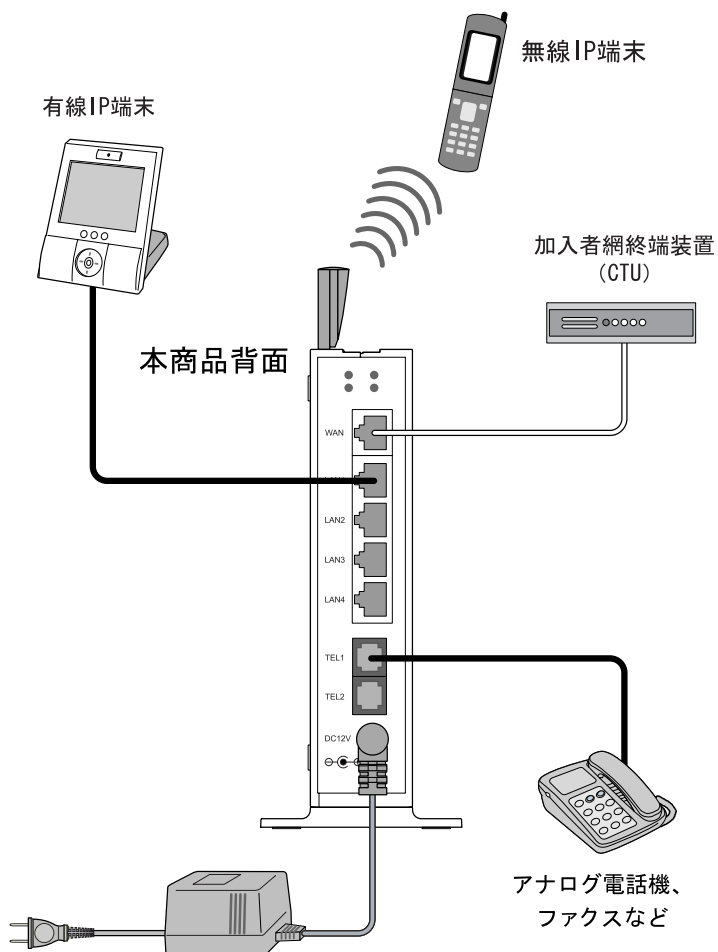 無線IP端末
有線IP端末
加入者網終端装置
(CTU)
本商品背面
WAN
LAN2
LAN3
LAN4
TEL1
TEL2
DC12V
アナログ電話機、
ファクスなど